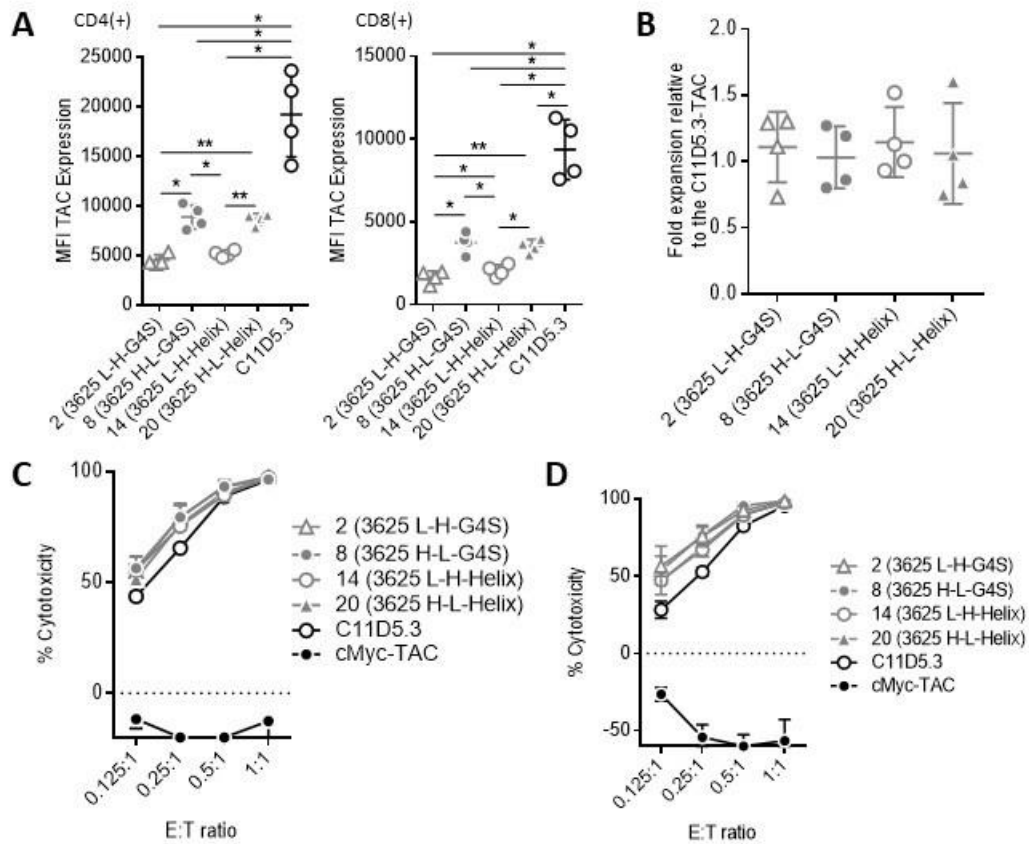 A
CD4(+)
*
*
*
**
*
*
**
MFI TAC Expression
25000
20000
15000
10000
5000
0
2 (3625 L-H-G4S)
8 (3625 H-L-G4S)
14 (3625 L-H-Helix)
20 (3625 H-L-Helix)
C11D5.3
CD8(+)
*
*
*
*
**
*
*
*
*
MFI TAC Expression
15000
10000
5000
0
2 (3625 L-H-G4S)
8 (3625 H-L-G4S)
14 (3625 L-H-Helix)
20 (3625 H-L-Helix)
C11D5.3
B
Fold expansion relative
to the C11D5.3-TAC
2.0
1.5
1.0
0.5
0.0
2 (3625 L-H-G4S)
8 (3625 H-L-G4S)
14 (3625 L-H-Helix)
20 (3625 H-L-Helix)
C
% Cytotoxicity
100
50
0
0.125:1
0.25:1
0.5:1
1:1
E:T ratio
2 (3625 L-H-G4S)
8 (3625 H-L-G4S)
14 (3625 L-H-Helix)
20 (3625 H-L-Helix)
C11D5.3
cMyc-TAC
D
% Cytotoxicity
100
50
0
-50
0.125:1
0.25:1
0.5:1
1:1
E:T ratio
2 (3625 L-H-G4S)
8 (3625 H-L-G4S)
14 (3625 L-H-Helix)
20 (3625 H-L-Helix)
C11D5.3
cMyc-TAC